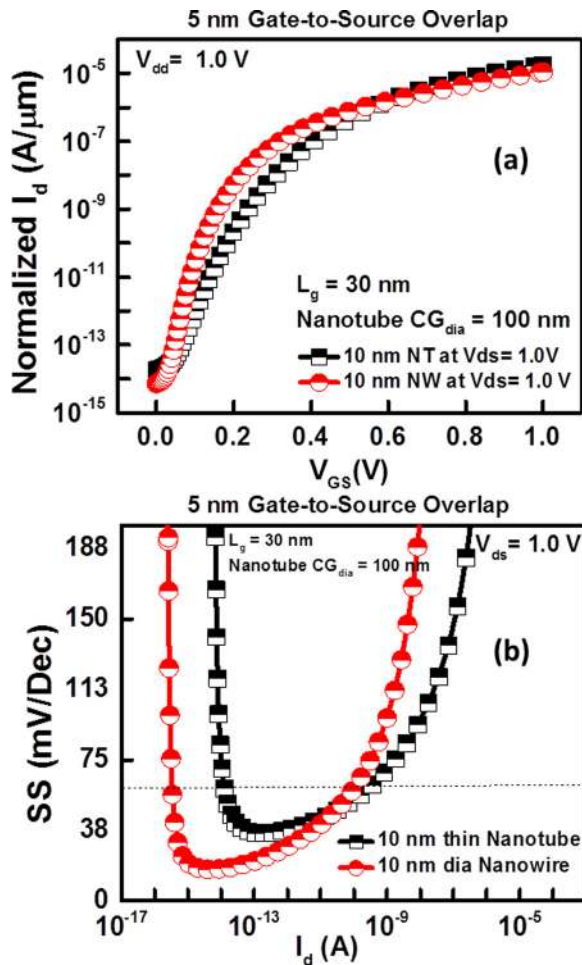 5 nm Gate-to-Source Overlap
V_dd = 1.0 V
10^-5
10^-7
10^-9
10^-11
10^-13
10^-15
Normalized I_d (A/μm)
(a)
L_g = 30 nm
Nanotube CG_dia = 100 nm
10 nm NT at Vds= 1.0V
10 nm NW at Vds= 1.0 V
0.0 0.2 0.4 0.6 0.8 1.0
V_GS(V)
5 nm Gate-to-Source Overlap
L_g = 30 nm
V_ds= 1.0 V
Nanotube CG_dia = 100 nm
188
150
113
75
38
0
SS (mV/Dec)
(b)
10 nm thin Nanotube
10 nm dia Nanowire
10^-17 10^-13 10^-9 10^-5
I_d (A)